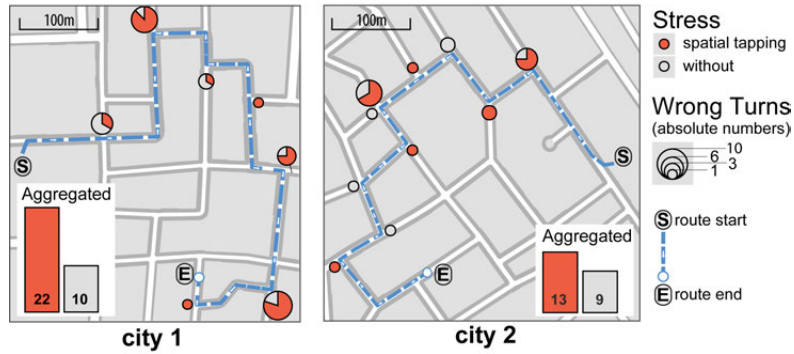 100m
S
Aggregated
22
10
E
city 1
100m
S
E
Aggregated
13
9
city 2
Stress
spatial tapping
without
Wrong Turns
(absolute numbers)
10
6
3
1
S route start
E route end